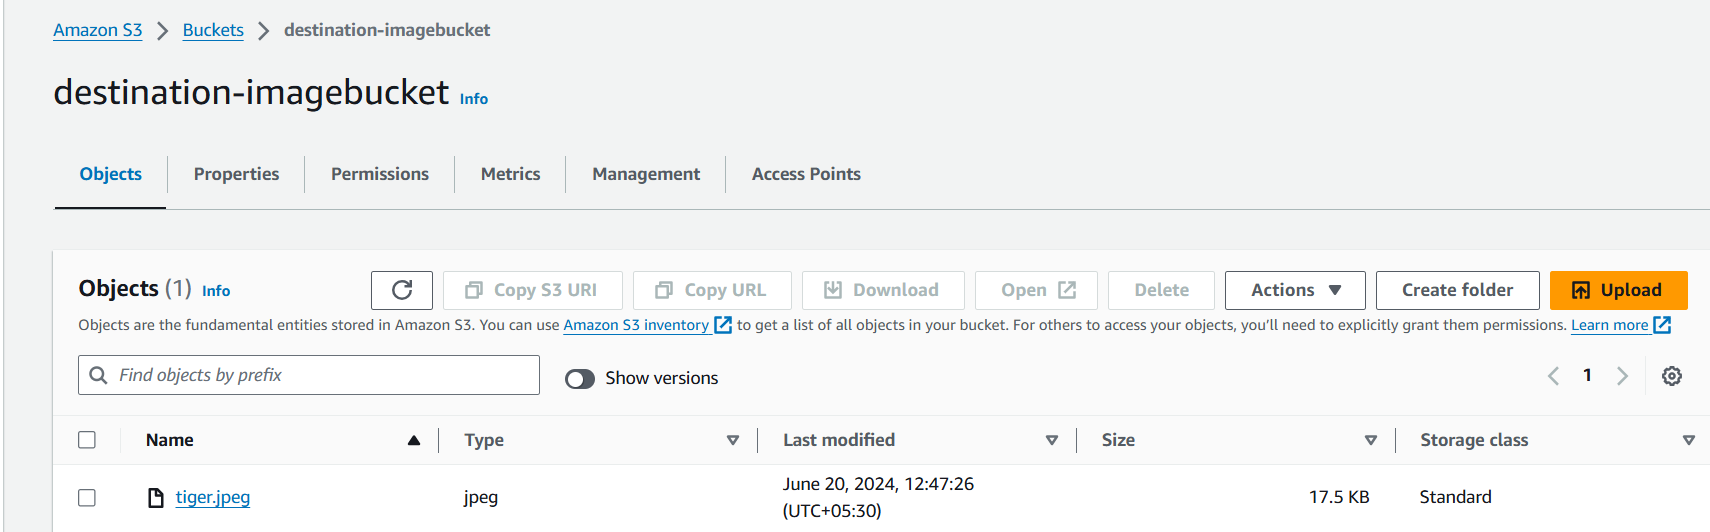 Amazon S3 > Buckets > destination-imagebucket
destination-imagebucket Info
Objects Properties Permissions Metrics Management Access Points
Objects (1) Info Copy S3 URI Copy URL Download Open Delete Actions Create folder Upload
Objects are the fundamental entities stored in Amazon S3. You can use Amazon S3 inventory to get a list of all objects in your bucket. For others to access your objects, you’ll need to explicitly grant them permissions. Learn more
Find objects by prefix Show versions < 1 >
Name Type Last modified Size Storage class
tiger.jpeg jpeg June 20, 2024, 12:47:26 17.5 KB Standard
(UTC+05:30)